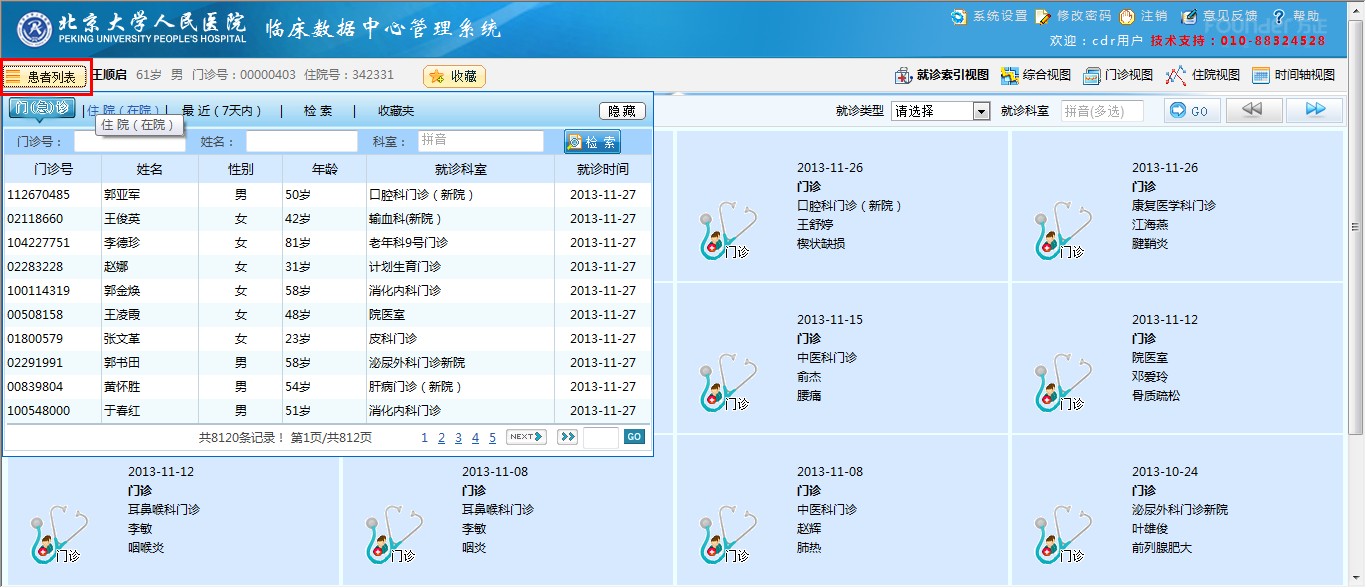 北京大学人民医院 临床数据中心管理系统
PEKING UNIVERSITY PEOPLE'S HOSPITAL
系统设置 修改密码 注销 意见反馈 帮助
Founder 方正
欢迎：cdr用户 技术支持：010-88324528
患者列表 王顺启 61岁 男 门诊号：00000403 住院号：342331 收藏
就诊索引视图 综合视图 门诊视图 住院视图 时间轴视图
门(急)诊 | 住 院（在院） | 最 近（7天内） | 检 索 | 收藏夹 隐 藏
住 院（在院）
就诊类型 请选择 就诊科室 拼音(多选) GO
门诊号： 姓名： 科室： 拼音 检 索
门诊号 姓名 性别 年龄 就诊科室 就诊时间
112670485 郭亚军 男 50岁 口腔科门诊（新院） 2013-11-27
02118660 王俊英 女 42岁 输血科(新院） 2013-11-27
104227751 李德珍 女 81岁 老年科9号门诊 2013-11-27
02283228 赵娜 女 31岁 计划生育门诊 2013-11-27
100114319 郭金焕 女 58岁 消化内科门诊 2013-11-27
00508158 王凌霞 女 48岁 院医室 2013-11-27
01800579 张文革 女 23岁 皮科门诊 2013-11-27
02291991 郭书田 男 58岁 泌尿外科门诊新院 2013-11-27
00839804 黄怀胜 男 54岁 肝病门诊（新院） 2013-11-27
100548000 于春红 男 51岁 消化内科门诊 2013-11-27
共8120条记录！ 第1页/共812页 1 2 3 4 5 NEXT GO
2013-11-26
门诊
口腔科门诊（新院）
王舒婷
楔状缺损
门诊
2013-11-26
门诊
康复医学科门诊
江海燕
腱鞘炎
门诊
2013-11-15
门诊
中医科门诊
俞杰
腰痛
门诊
2013-11-12
门诊
院医室
邓爱玲
骨质疏松
门诊
2013-11-12
门诊
耳鼻喉科门诊
李敏
咽喉炎
门诊
2013-11-08
门诊
耳鼻喉科门诊
李敏
咽炎
门诊
2013-11-08
门诊
中医科门诊
赵辉
肺热
门诊
2013-10-24
门诊
泌尿外科门诊新院
叶雄俊
前列腺肥大
门诊